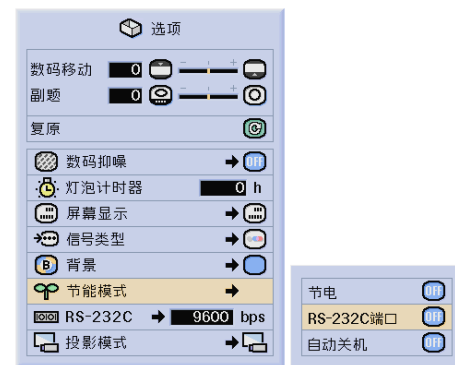 选项
数码移动 0 - +
副题 0 - +
复原
数码抑噪 OFF
灯泡计时器 0 h
屏幕显示
信号类型
B 背景
节能模式
RS-232C 9600 bps
投影模式
节电 OFF
RS-232C端口 OFF
自动关机 OFF